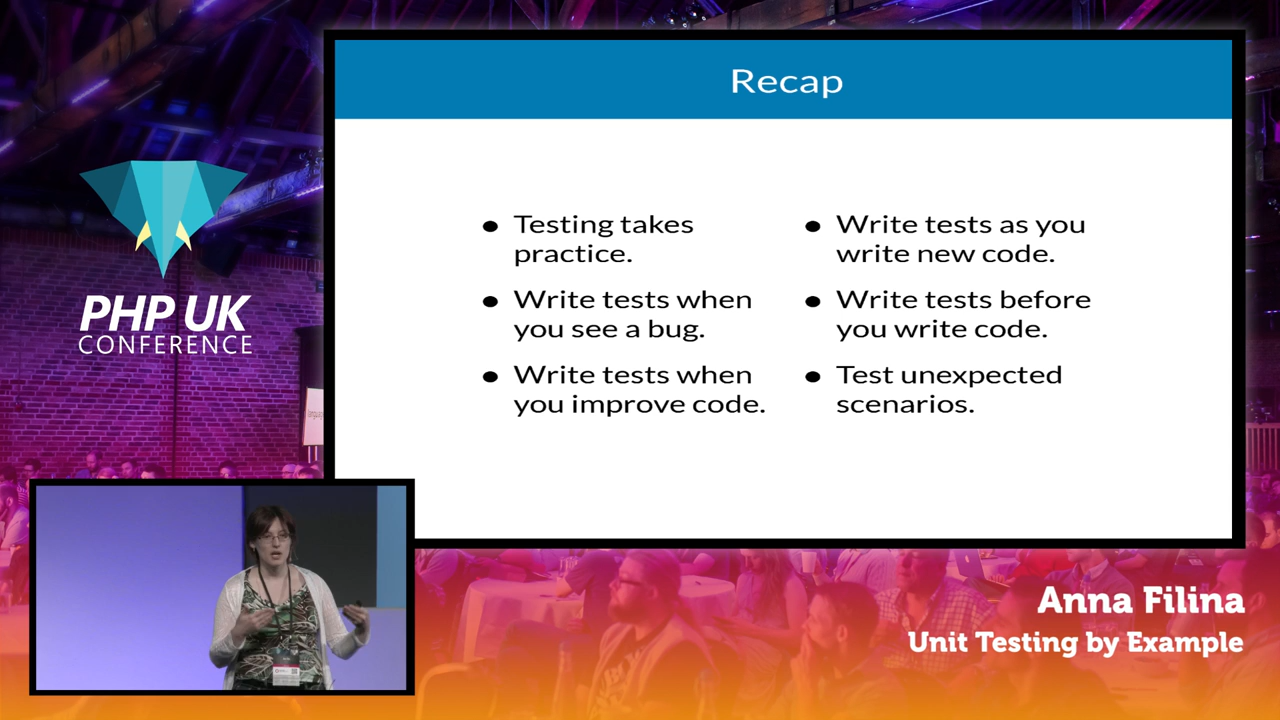 Recap
● Testing takes
practice.
● Write tests when
you see a bug.
● Write tests when
you improve code.
● Write tests as you
write new code.
● Write tests before
you write code.
● Test unexpected
scenarios.
PHP UK
CONFERENCE
Anna Filina
Unit Testing by Example